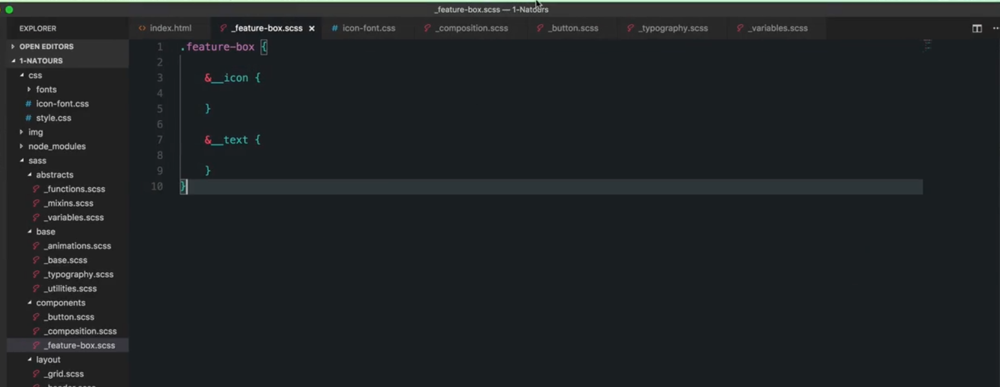 _feature-box.scss — 1-Natours
EXPLORER
OPEN EDITORS
1-NATOURS
css
fonts
# icon-font.css
# style.css
img
node_modules
sass
abstracts
_functions.scss
_mixins.scss
_variables.scss
base
_animations.scss
_base.scss
_typography.scss
_utilities.scss
components
_button.scss
_composition.scss
_feature-box.scss
layout
_grid.scss
<> index.html _feature-box.scss × # icon-font.css _composition.scss _button.scss _typography.scss _variables.scss
1 .feature-box {
2
3 &__icon {
4
5 }
6
7 &__text {
8
9 }
10 }